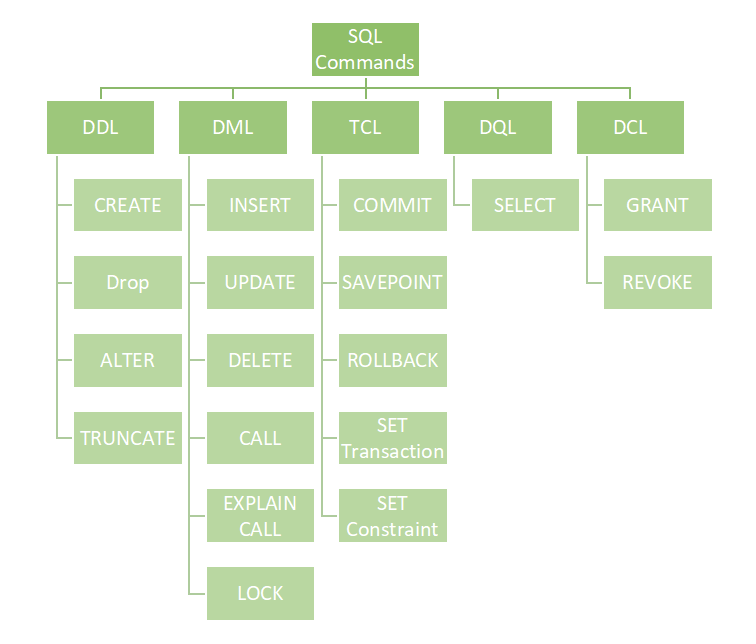 SQL
Commands
DDL
DML
TCL
DQL
DCL
CREATE
INSERT
COMMIT
SELECT
GRANT
Drop
UPDATE
SAVEPOINT
REVOKE
ALTER
DELETE
ROLLBACK
TRUNCATE
CALL
SET
Transaction
EXPLAIN
CALL
SET
Constraint
LOCK